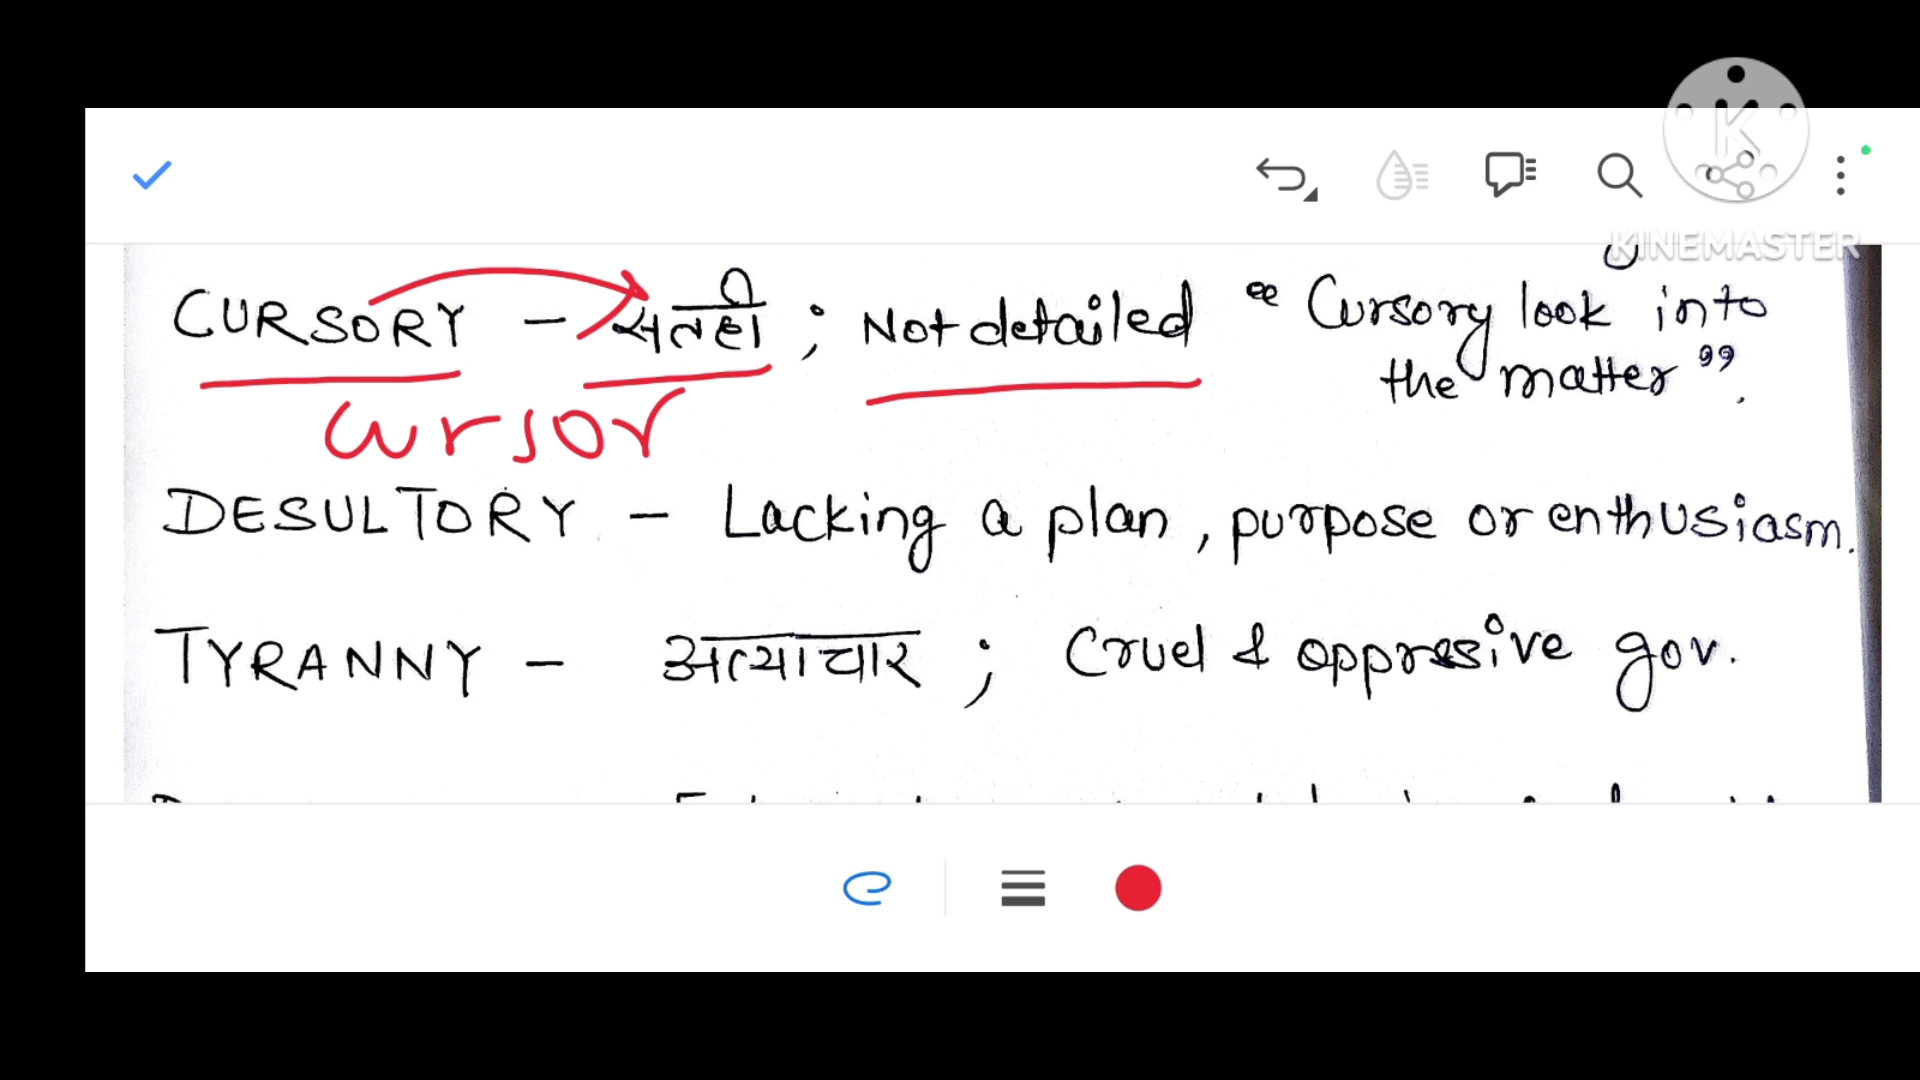 KINEMASTER
CURSORY - सतही ; Not detailed "Cursory look into
the matter".
cursor
DESULTORY - Lacking a plan, purpose or enthusiasm.
TYRANNY - अत्याचार ; Cruel & oppresive gov.